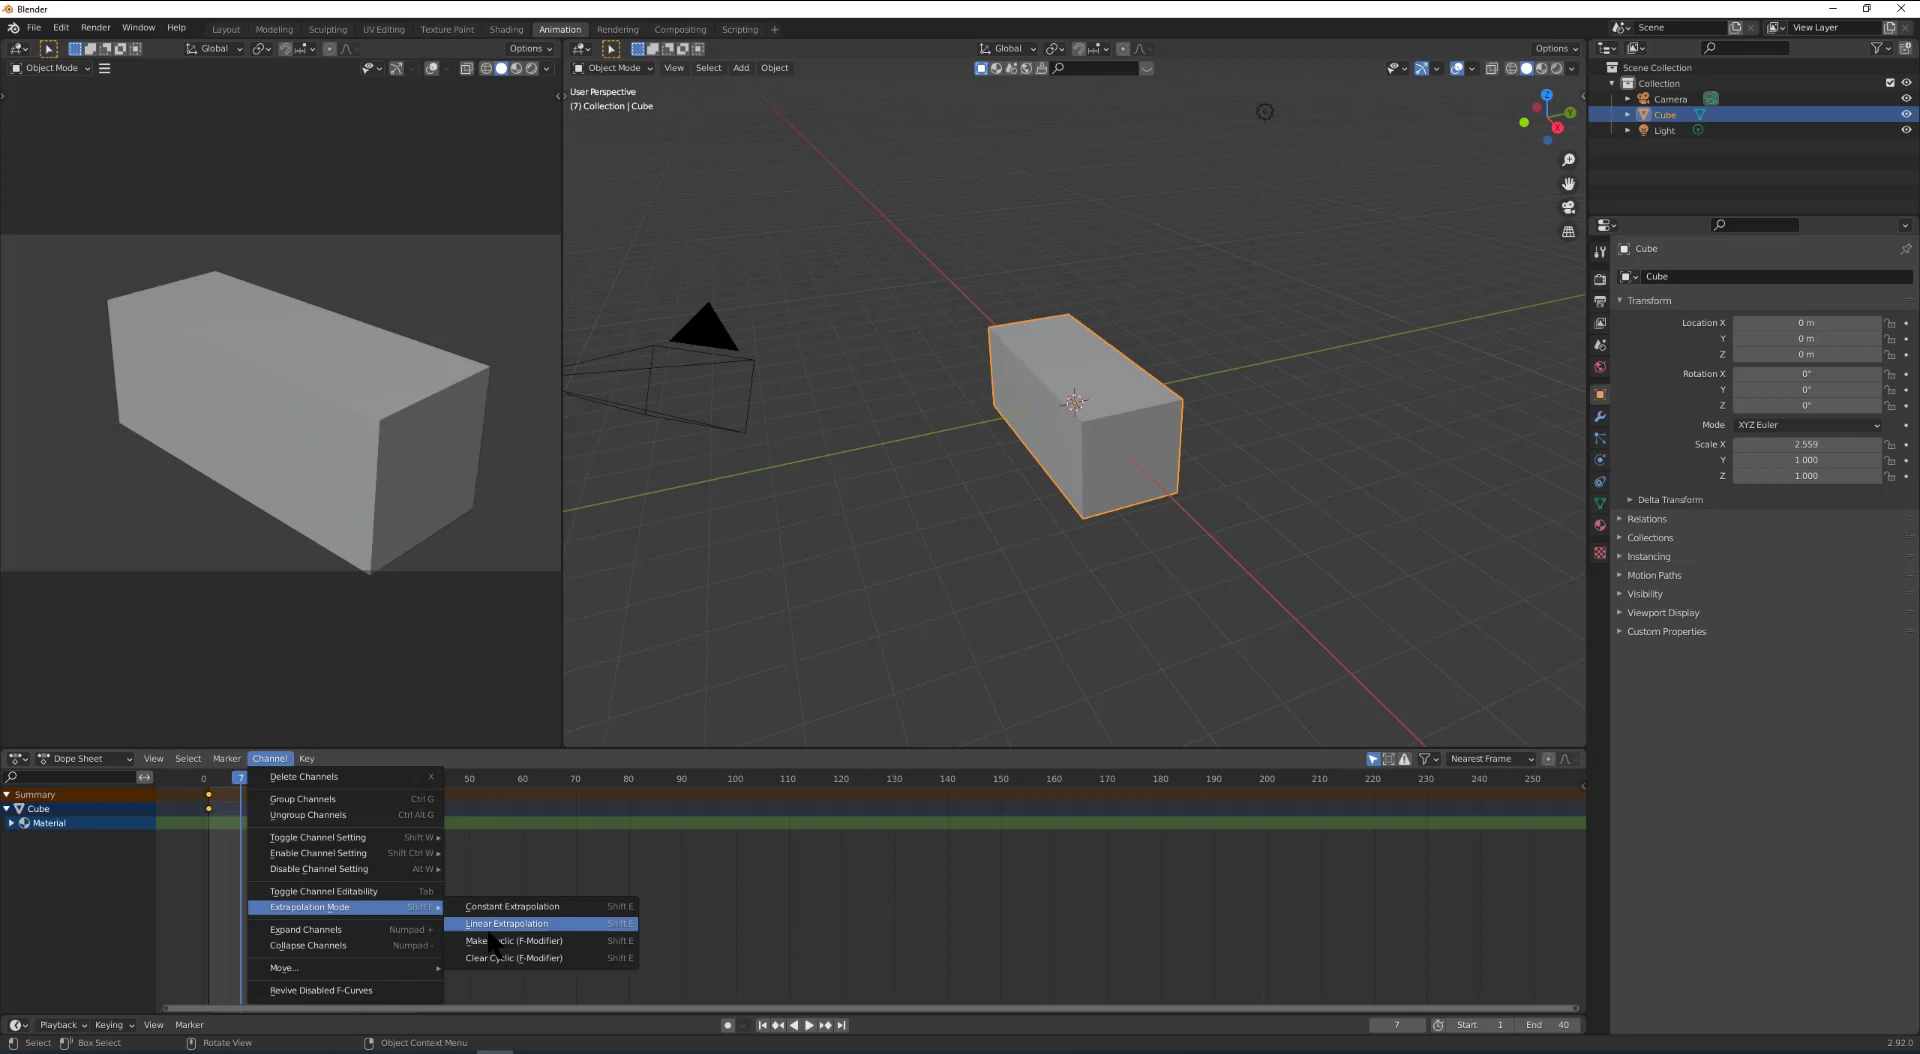 Blender
File Edit Render Window Help
Layout Modeling Sculpting UV Editing Texture Paint Shading Animation Rendering Compositing Scripting +
Scene
View Layer
Global
Options
Global
Options
Object Mode
Object Mode View Select Add Object
User Perspective
(7) Collection | Cube
Z
Y
X
Scene Collection
Collection
Camera
Cube
Light
Cube
Cube
Transform
Location X 0 m
Y 0 m
Z 0 m
Rotation X 0°
Y 0°
Z 0°
Mode XYZ Euler
Scale X 2.559
Y 1.000
Z 1.000
Delta Transform
Relations
Collections
Instancing
Motion Paths
Visibility
Viewport Display
Custom Properties
Dope Sheet View Select Marker Channel Key
Nearest Frame
0 7 50 60 70 80 90 100 110 120 130 140 150 160 170 180 190 200 210 220 230 240 250
Summary
Cube
Material
Delete Channels X
Group Channels Ctrl G
Ungroup Channels Ctrl Alt G
Toggle Channel Setting Shift W
Enable Channel Setting Shift Ctrl W
Disable Channel Setting Alt W
Toggle Channel Editability Tab
Extrapolation Mode Shift E
Expand Channels Numpad +
Collapse Channels Numpad -
Move...
Revive Disabled F-Curves
Constant Extrapolation Shift E
Linear Extrapolation Shift E
Make Cyclic (F-Modifier) Shift E
Clear Cyclic (F-Modifier) Shift E
Playback Keying View Marker
7 Start 1 End 40
Select Box Select Rotate View Object Context Menu
2.92.0